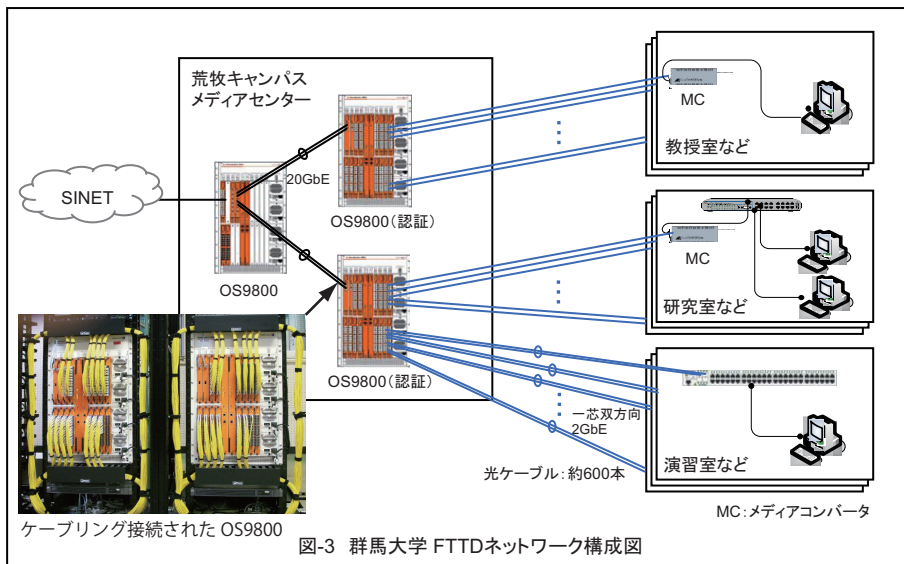 荒牧キャンパス
メディアセンター
SINET
20GbE
OS9800
OS9800（認証）
OS9800（認証）
MC
教授室など
MC
研究室など
一芯双方向
2GbE
演習室など
光ケーブル：約600本
MC：メディアコンバータ
ケーブリング接続された OS9800
図-3 群馬大学 FTTDネットワーク構成図